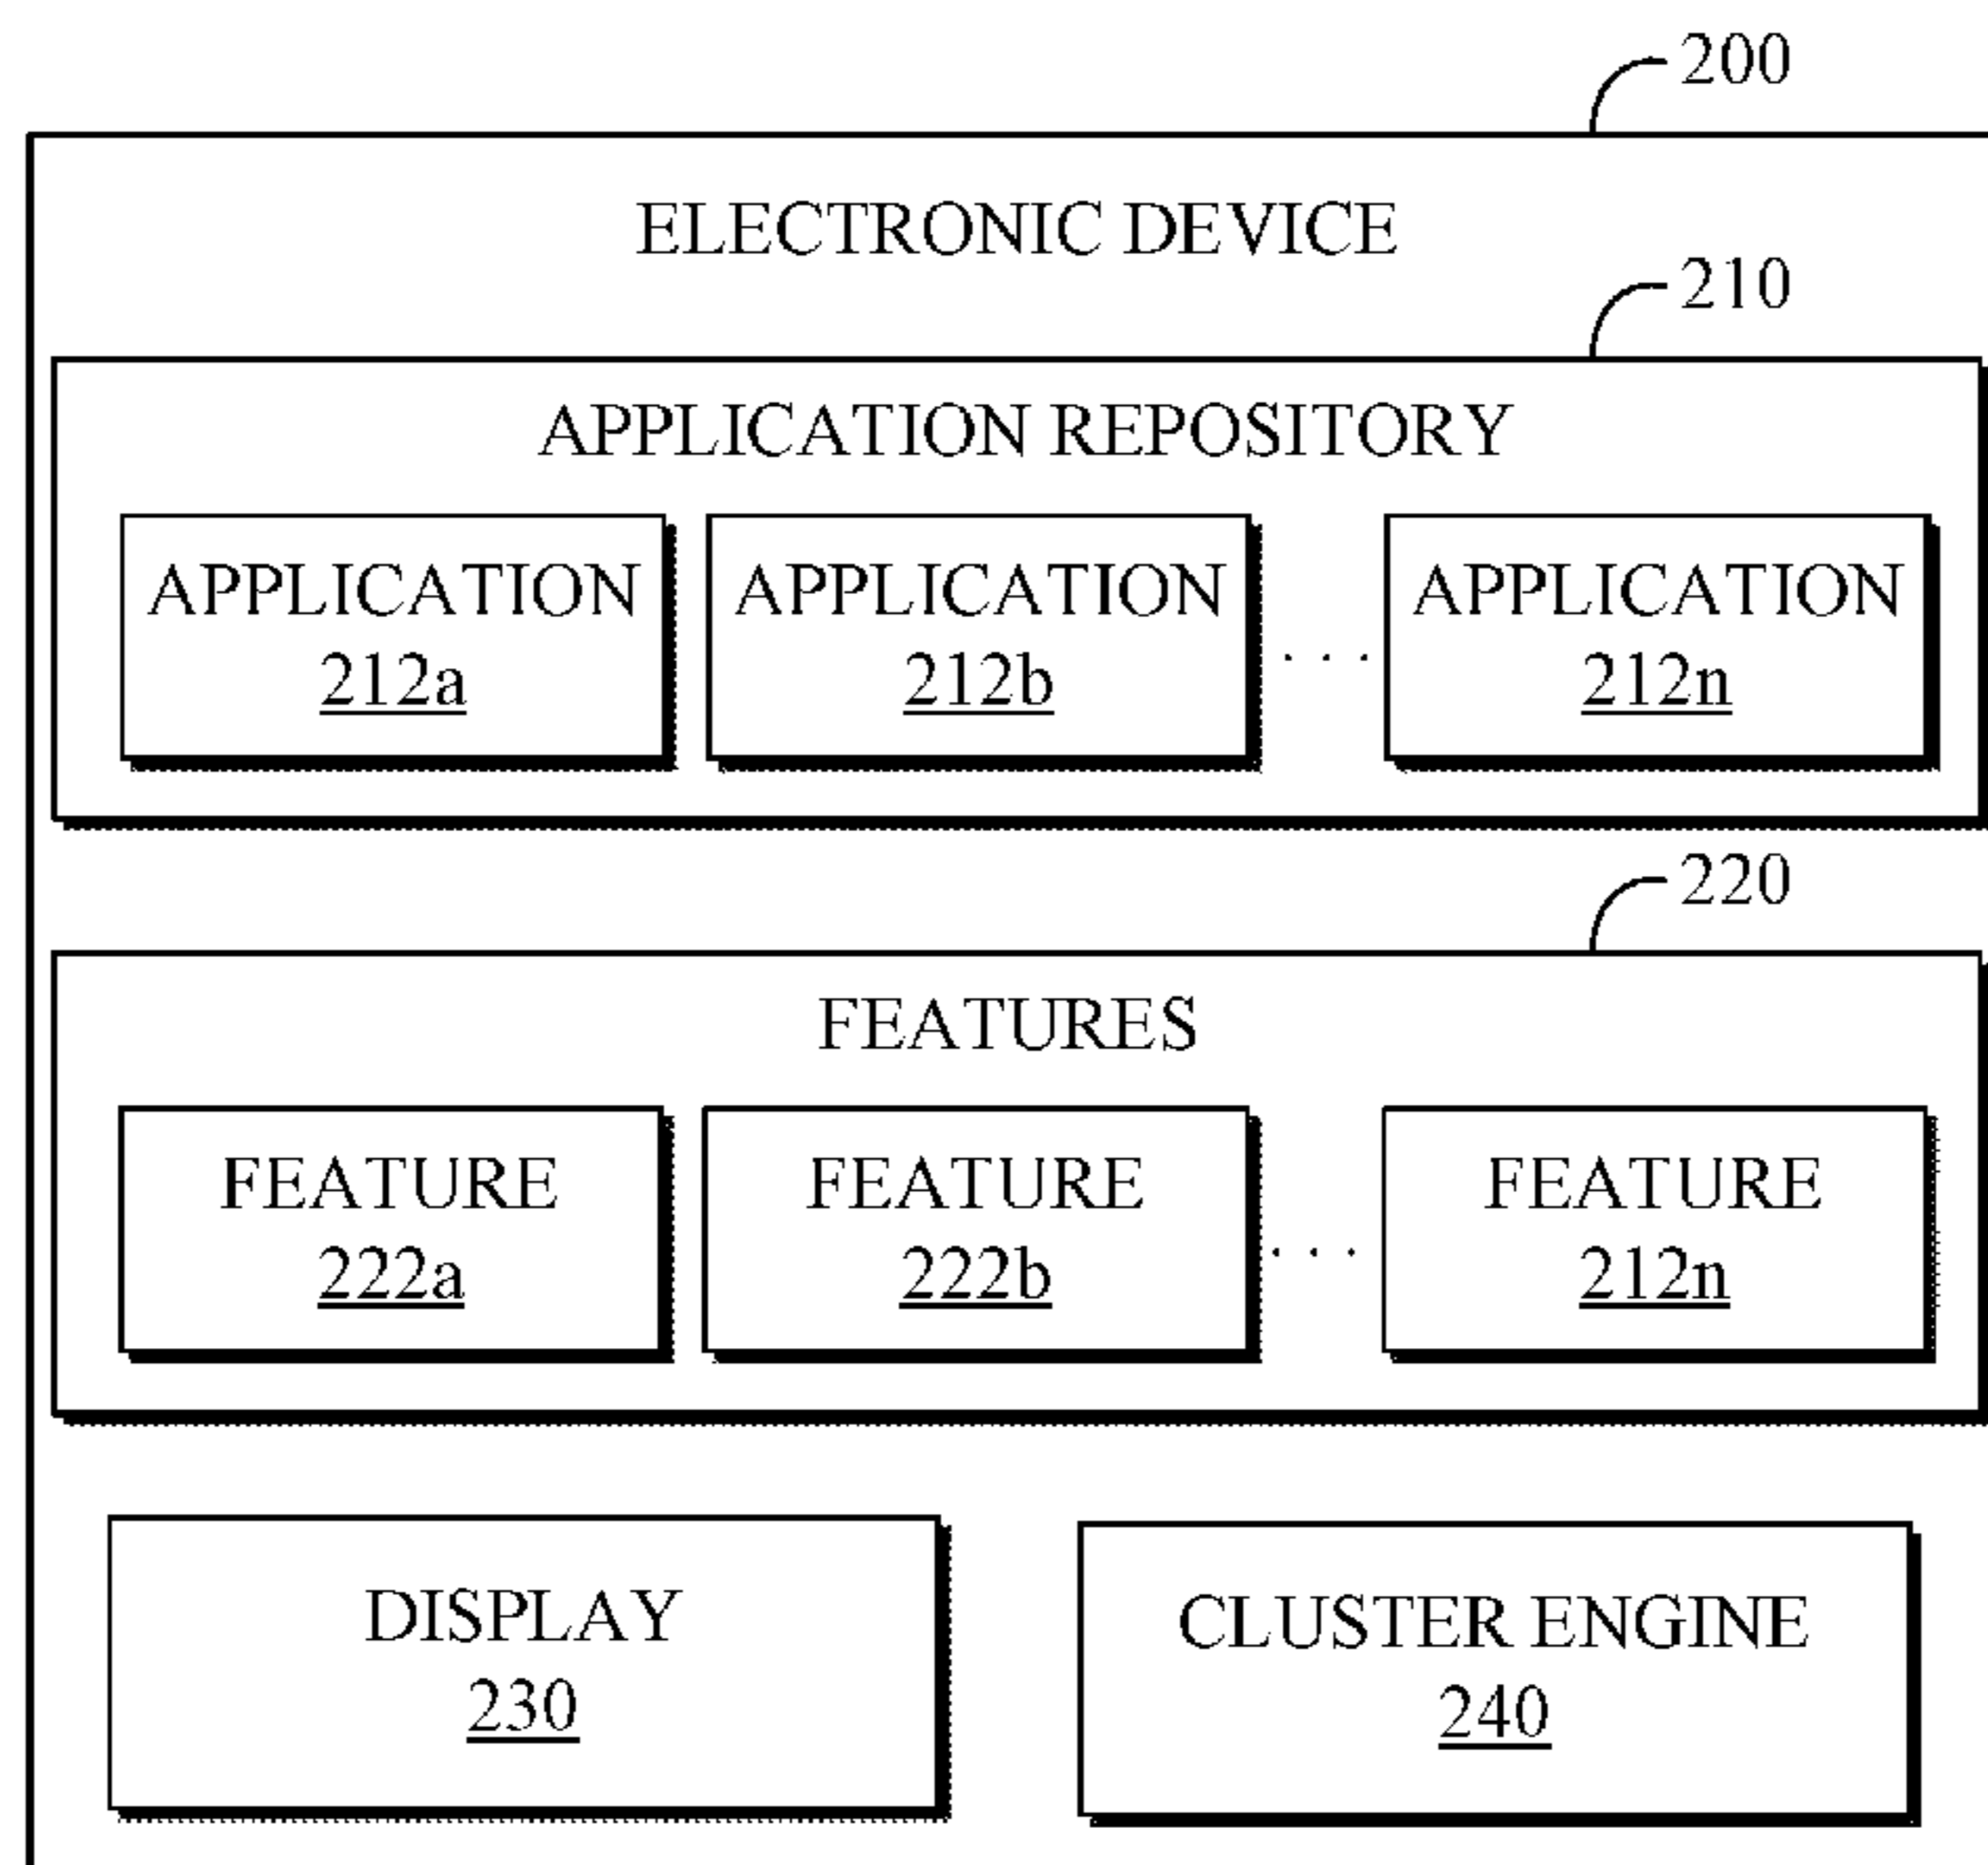 200
ELECTRONIC DEVICE
210
APPLICATION REPOSITORY
APPLICATION
212a
APPLICATION
212b
. . .
APPLICATION
212n
220
FEATURES
FEATURE
222a
FEATURE
222b
. . .
FEATURE
212n
DISPLAY
230
CLUSTER ENGINE
240